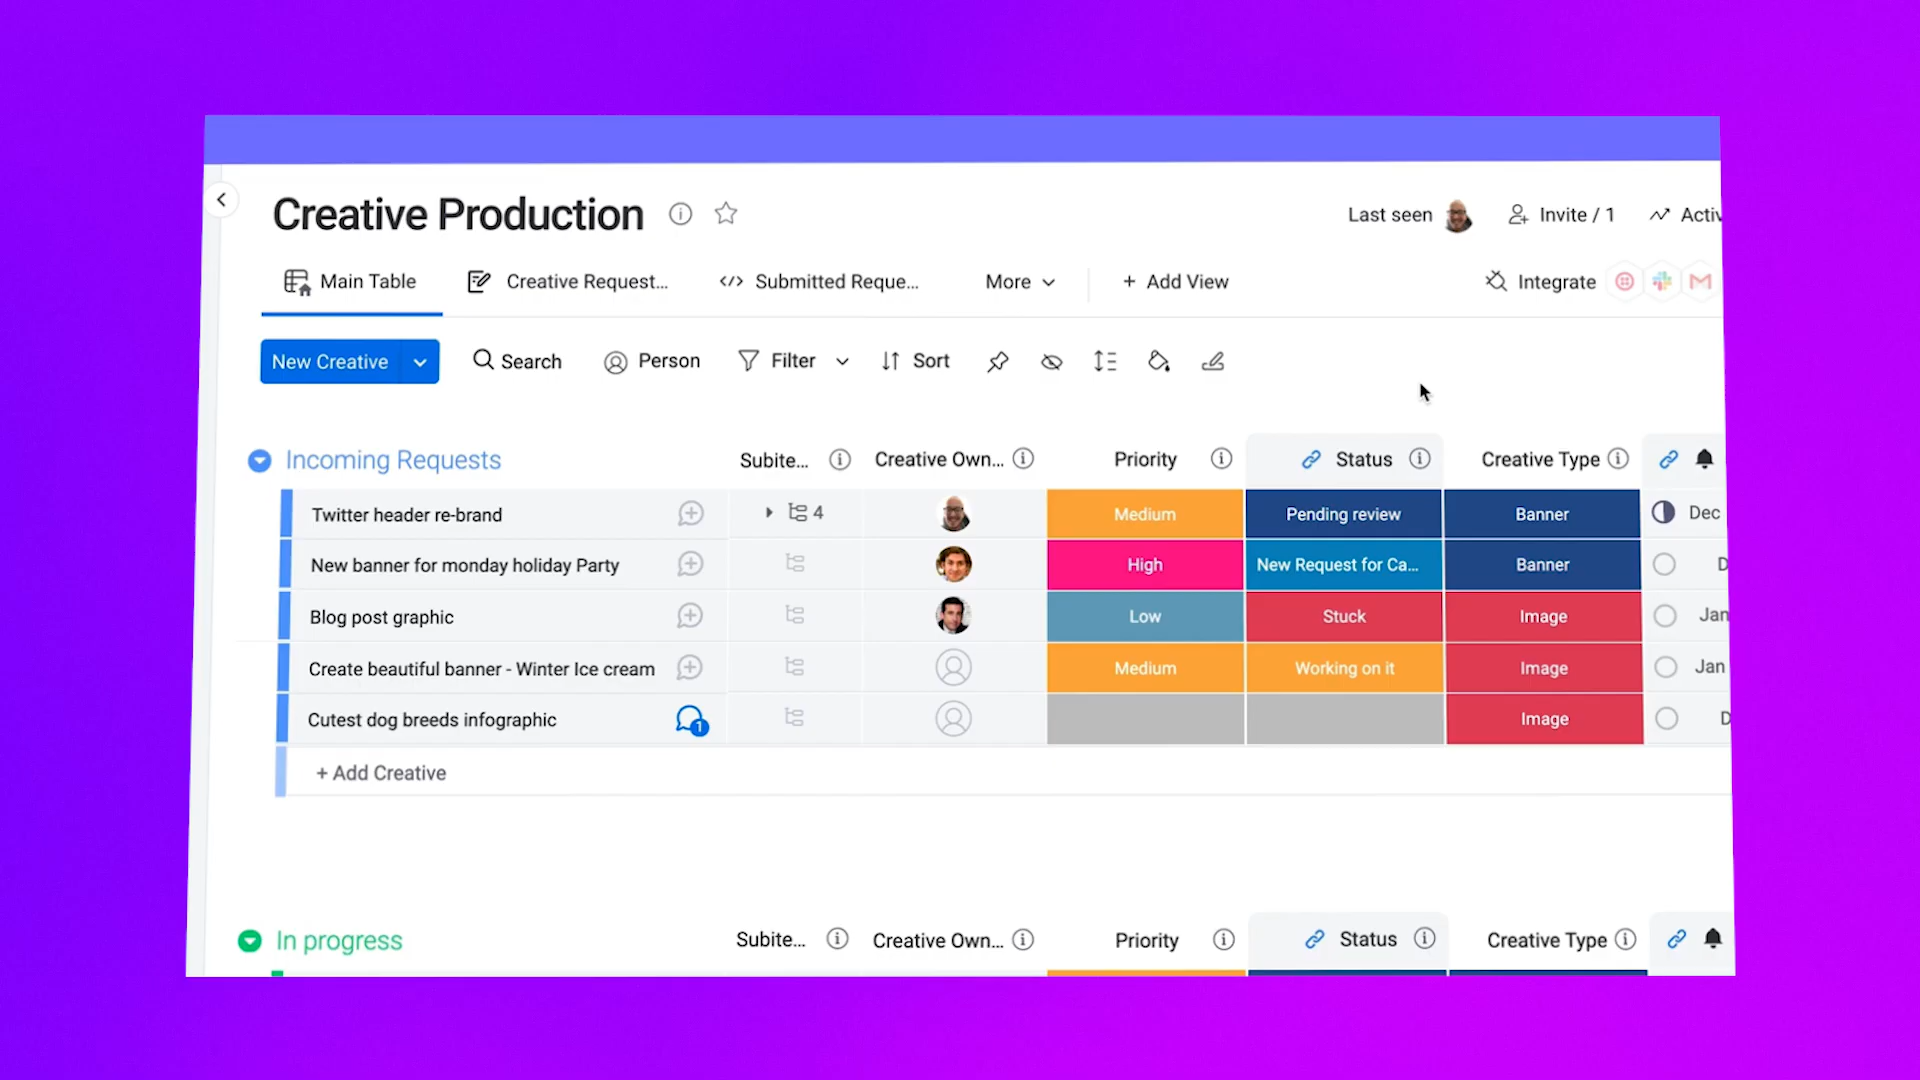 Creative Production
Last seen
Invite / 1
Activ
Main Table
Creative Request...
Submitted Reque...
More
+ Add View
Integrate
New Creative
Search
Person
Filter
Sort
Incoming Requests
Subite...
Creative Own...
Priority
Status
Creative Type
Twitter header re-brand
4
Medium
Pending review
Banner
Dec
New banner for monday holiday Party
High
New Request for Ca...
Banner
D
Blog post graphic
Low
Stuck
Image
Jan
Create beautiful banner - Winter Ice cream
Medium
Working on it
Image
Jan
Cutest dog breeds infographic
1
Image
D
+ Add Creative
In progress
Subite...
Creative Own...
Priority
Status
Creative Type